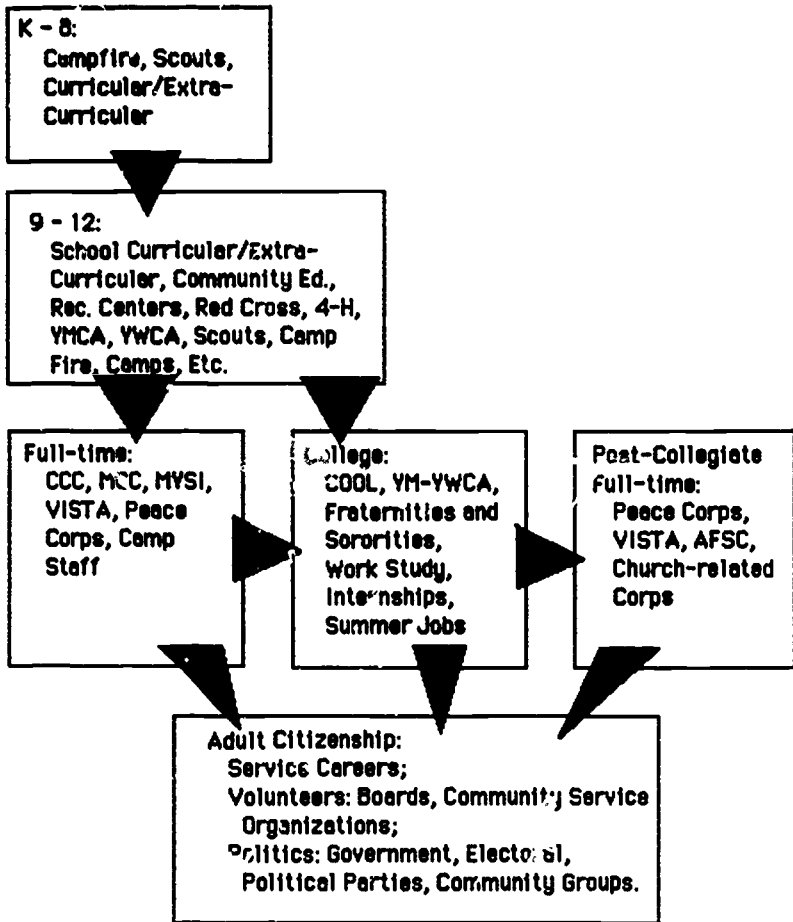 K - 8:
Campfire, Scouts,
Curricular/Extra-
Curricular
9 - 12:
School Curricular/Extra-
Curricular, Community Ed.,
Rec. Centers, Red Cross, 4-H,
YMCA, YWCA, Scouts, Camp
Fire, Camps, Etc.
Full-time:
CCC, MCC, MYSI,
VISTA, Peace
Corps, Camp
Staff
College:
COOL, YM-YWCA,
Fraternities and
Sororities,
Work Study,
Internships,
Summer Jobs
Post-Collegiate
Full-time:
Peace Corps,
VISTA, AFSC,
Church-related
Corps
Adult Citizenship:
Service Careers;
Volunteers: Boards, Community Service
Organizations;
Politics: Government, Electoral,
Political Parties, Community Groups.